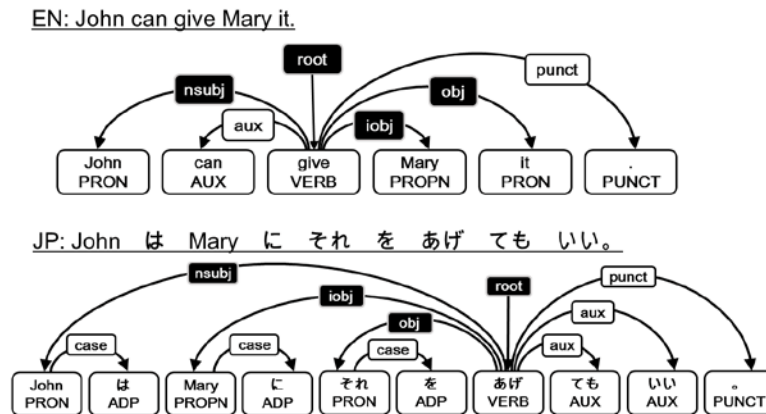 EN: John can give Mary it.
root
punct
nsubj
obj
aux
iobj
John can give Mary it .
PRON AUX VERB PROPN PRON PUNCT
JP: John は Mary に それ を あげ ても いい。
nsubj
punct
iobj
root
obj
aux
case
case
case
aux
John は Mary に それ を あげ ても いい 。
PRON ADP PROPN ADP PRON ADP VERB AUX AUX PUNCT